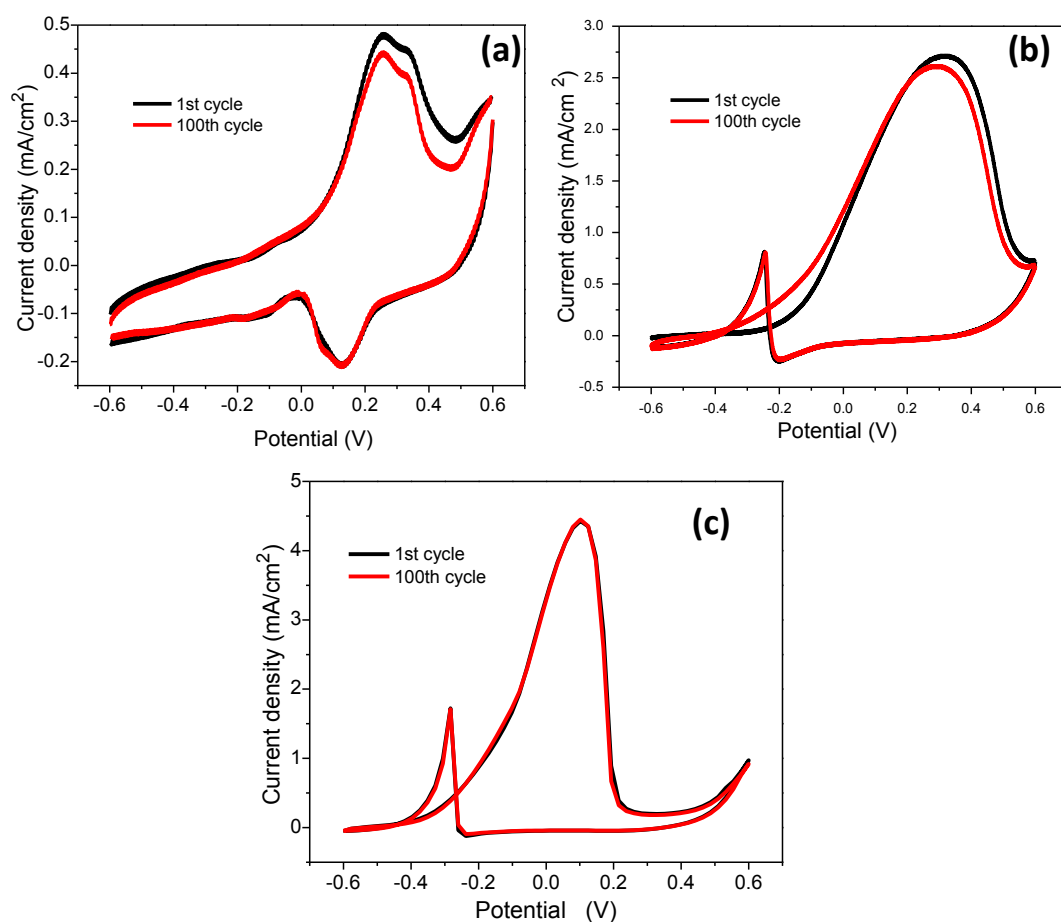 (a)
1st cycle
100th cycle
Current density (mA/cm²)
0.5
0.4
0.3
0.2
0.1
0.0
-0.1
-0.2
-0.6 -0.4 -0.2 0.0 0.2 0.4 0.6
Potential (V)
(b)
1st cycle
100th cycle
Current density (mA/cm²)
3.0
2.5
2.0
1.5
1.0
0.5
0.0
-0.5
-0.6 -0.4 -0.2 0.0 0.2 0.4 0.6
Potential (V)
(c)
1st cycle
100th cycle
Current density (mA/cm²)
5
4
3
2
1
0
-0.6 -0.4 -0.2 0.0 0.2 0.4 0.6
Potential (V)